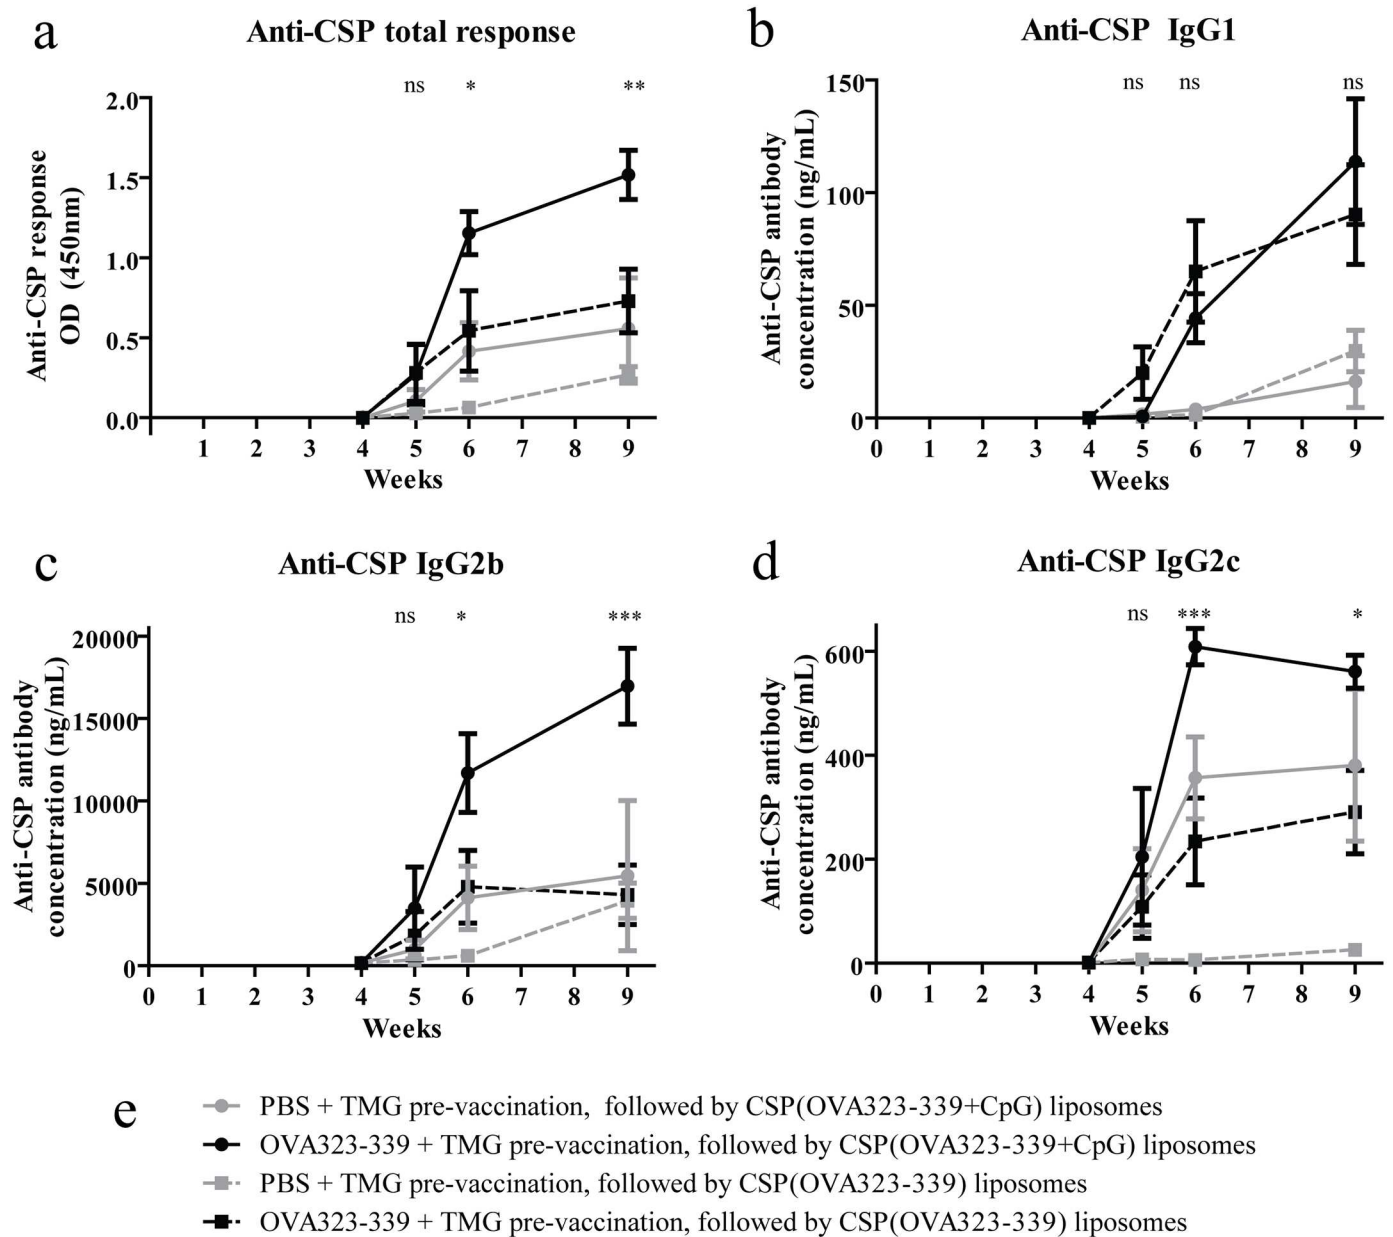 a
Anti-CSP total response
ns * **
Anti-CSP response
OD (450nm)
2.0
1.5
1.0
0.5
0.0
1 2 3 4 5 6 7 8 9
Weeks
b
Anti-CSP IgG1
ns ns ns
Anti-CSP antibody
concentration (ng/mL)
150
100
50
0
0 1 2 3 4 5 6 7 8 9
Weeks
c
Anti-CSP IgG2b
ns * ***
Anti-CSP antibody
concentration (ng/mL)
20000
15000
10000
5000
0
0 1 2 3 4 5 6 7 8 9
Weeks
d
Anti-CSP IgG2c
ns *** *
Anti-CSP antibody
concentration (ng/mL)
600
400
200
0
0 1 2 3 4 5 6 7 8 9
Weeks
e
PBS + TMG pre-vaccination, followed by CSP(OVA323-339+CpG) liposomes
OVA323-339 + TMG pre-vaccination, followed by CSP(OVA323-339+CpG) liposomes
PBS + TMG pre-vaccination, followed by CSP(OVA323-339) liposomes
OVA323-339 + TMG pre-vaccination, followed by CSP(OVA323-339) liposomes